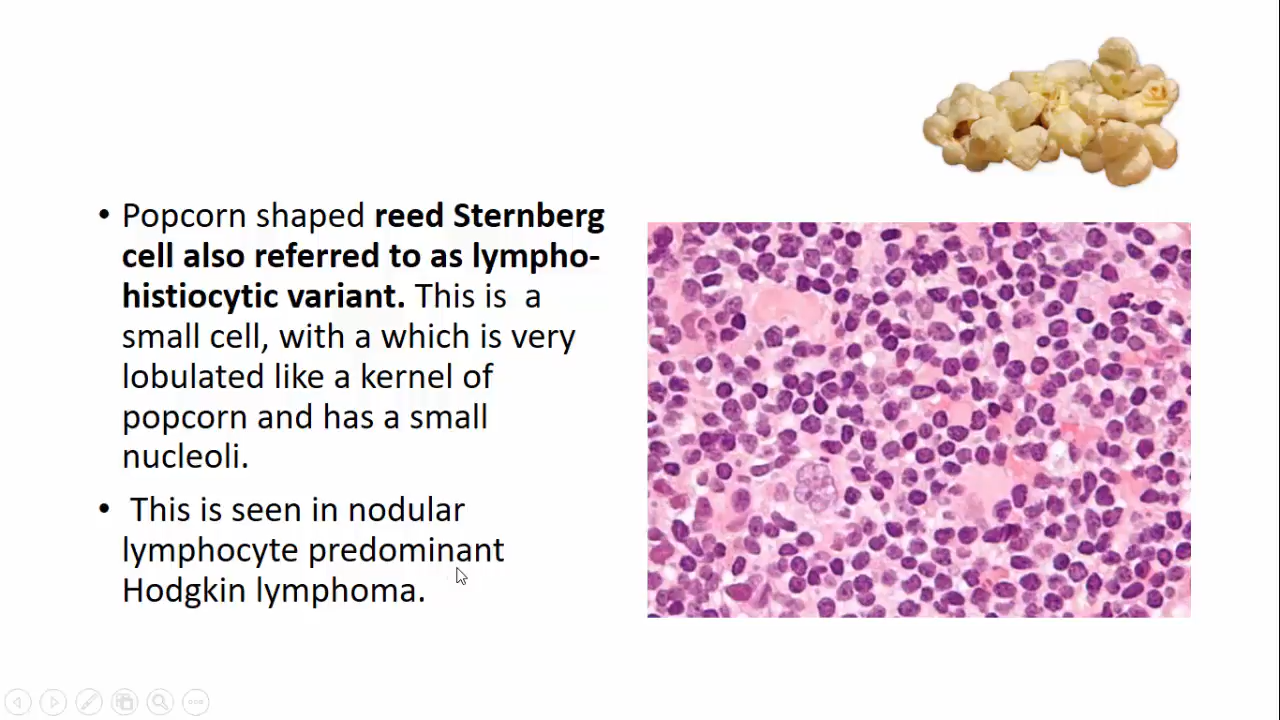 • Popcorn shaped reed Sternberg
cell also referred to as lympho-
histiocytic variant. This is  a
small cell, with a which is very
lobulated like a kernel of
popcorn and has a small
nucleoli.
•  This is seen in nodular
lymphocyte predominant
Hodgkin lymphoma.